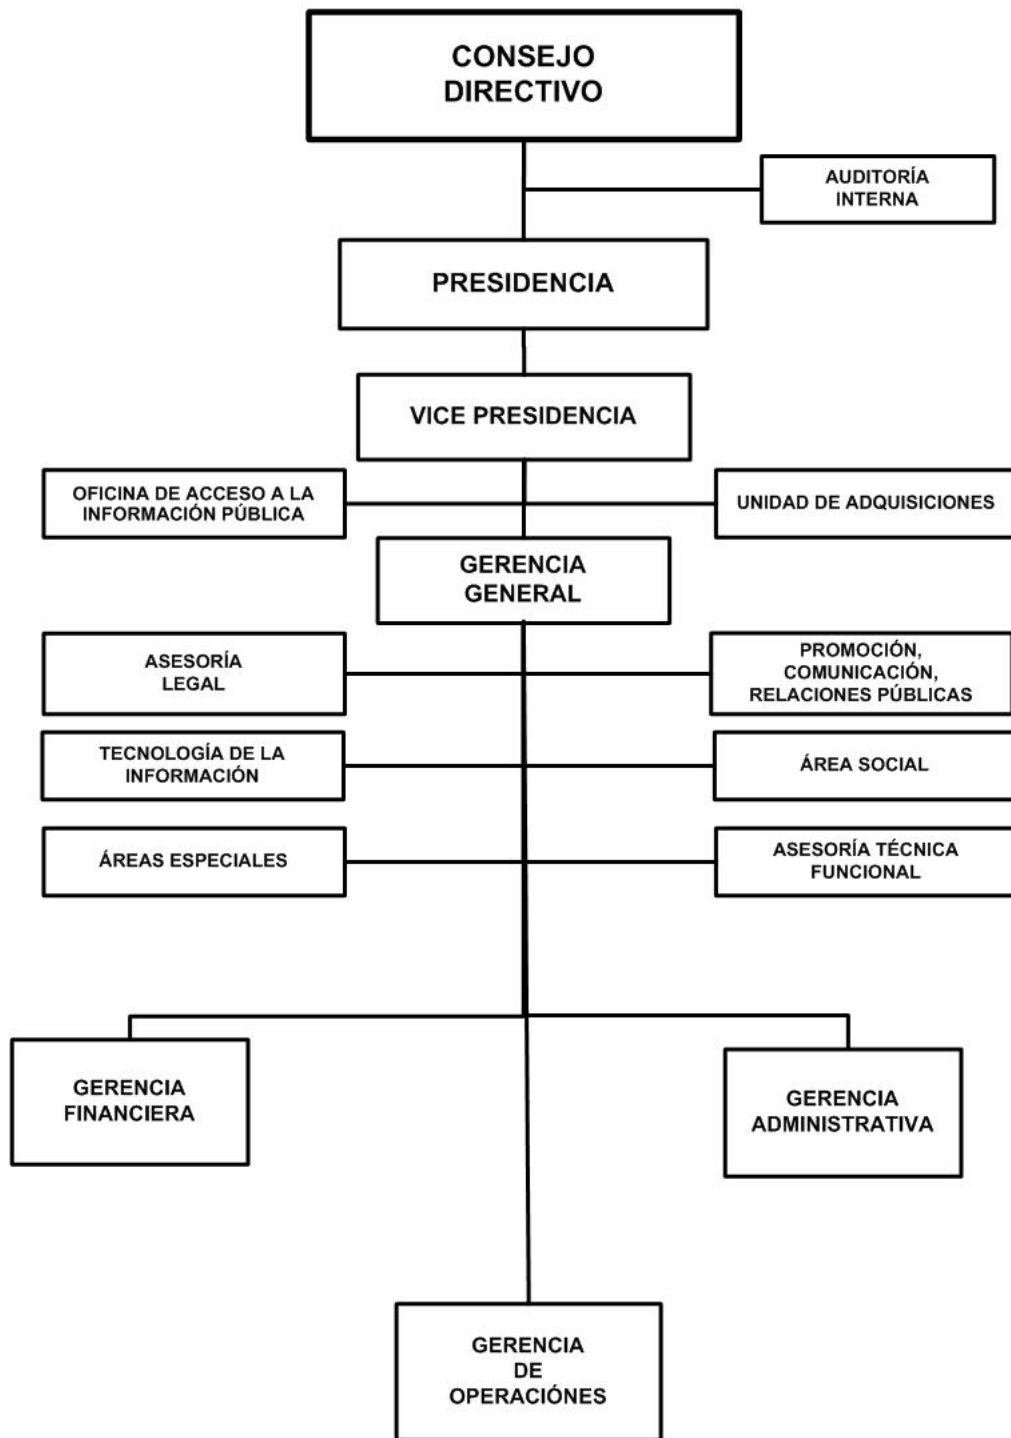 CONSEJO
DIRECTIVO
AUDITORÍA
INTERNA
PRESIDENCIA
VICE PRESIDENCIA
OFICINA DE ACCESO A LA
INFORMACIÓN PÚBLICA
UNIDAD DE ADQUISICIONES
GERENCIA
GENERAL
ASESORÍA
LEGAL
PROMOCIÓN,
COMUNICACIÓN,
RELACIONES PÚBLICAS
TECNOLOGÍA DE LA
INFORMACIÓN
ÁREA SOCIAL
ÁREAS ESPECIALES
ASESORÍA TÉCNICA
FUNCIONAL
GERENCIA
FINANCIERA
GERENCIA
ADMINISTRATIVA
GERENCIA
DE
OPERACIÓNES